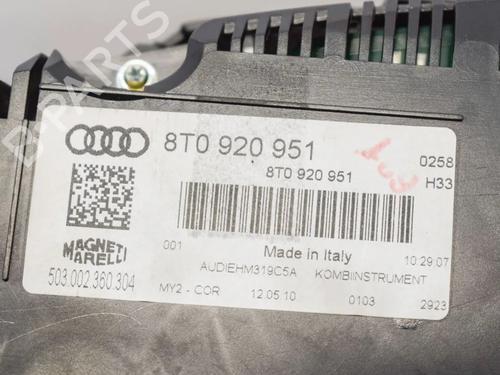 B-PARTS
8T0 920 951
0258
8T0 920 951
H33
MAGNETI
MARELLI
503.002.360.304
001
Made in Italy
10:29:07
AUDIEHM319C5A KOMBIINSTRUMENT
MY2 - COR 12.05.10 0103 2923